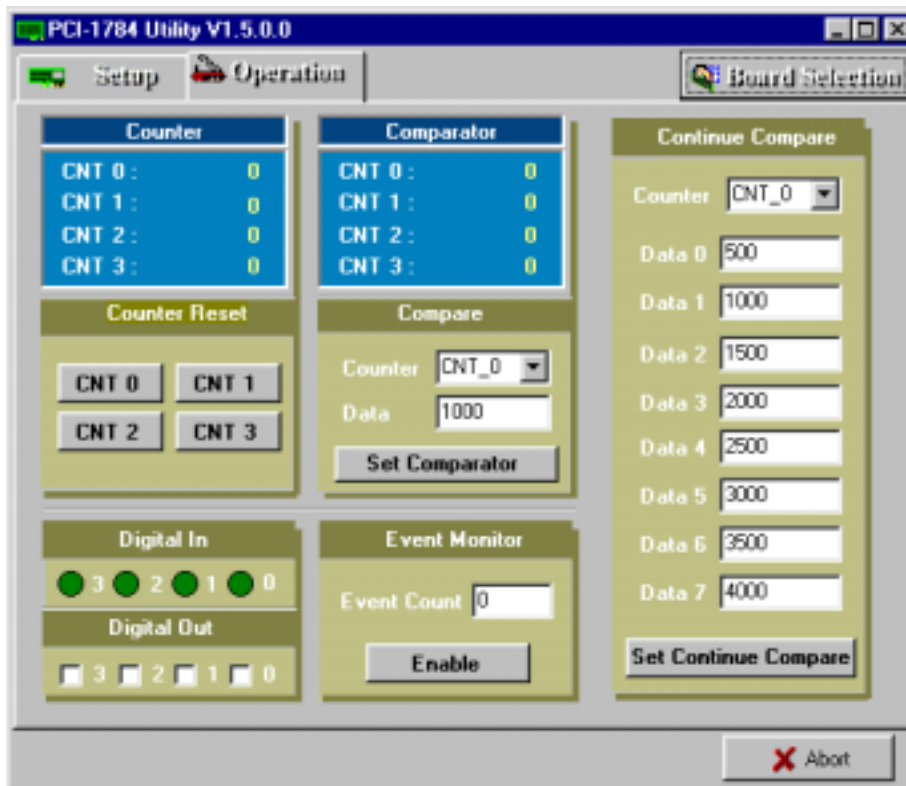 PCI-1784 Utility V1.5.0.0
Setup
Operation
Board Selection
Counter
CNT 0 : 0
CNT 1 : 0
CNT 2 : 0
CNT 3 : 0
Comparator
CNT 0 : 0
CNT 1 : 0
CNT 2 : 0
CNT 3 : 0
Counter Reset
CNT 0
CNT 1
CNT 2
CNT 3
Compare
Counter CNT_0
Data 1000
Set Comparator
Digital In
3 2 1 0
Digital Out
3 2 1 0
Event Monitor
Event Count 0
Enable
Continue Compare
Counter CNT_0
Data 0 500
Data 1 1000
Data 2 1500
Data 3 2000
Data 4 2500
Data 5 3000
Data 6 3500
Data 7 4000
Set Continue Compare
Abort